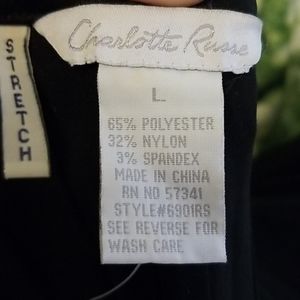 STRETCH
Charlotte Russe
L
65% POLYESTER
32% NYLON
3% SPANDEX
MADE IN CHINA
RN NO 57341
STYLE#6901RS
SEE REVERSE FOR
WASH CARE